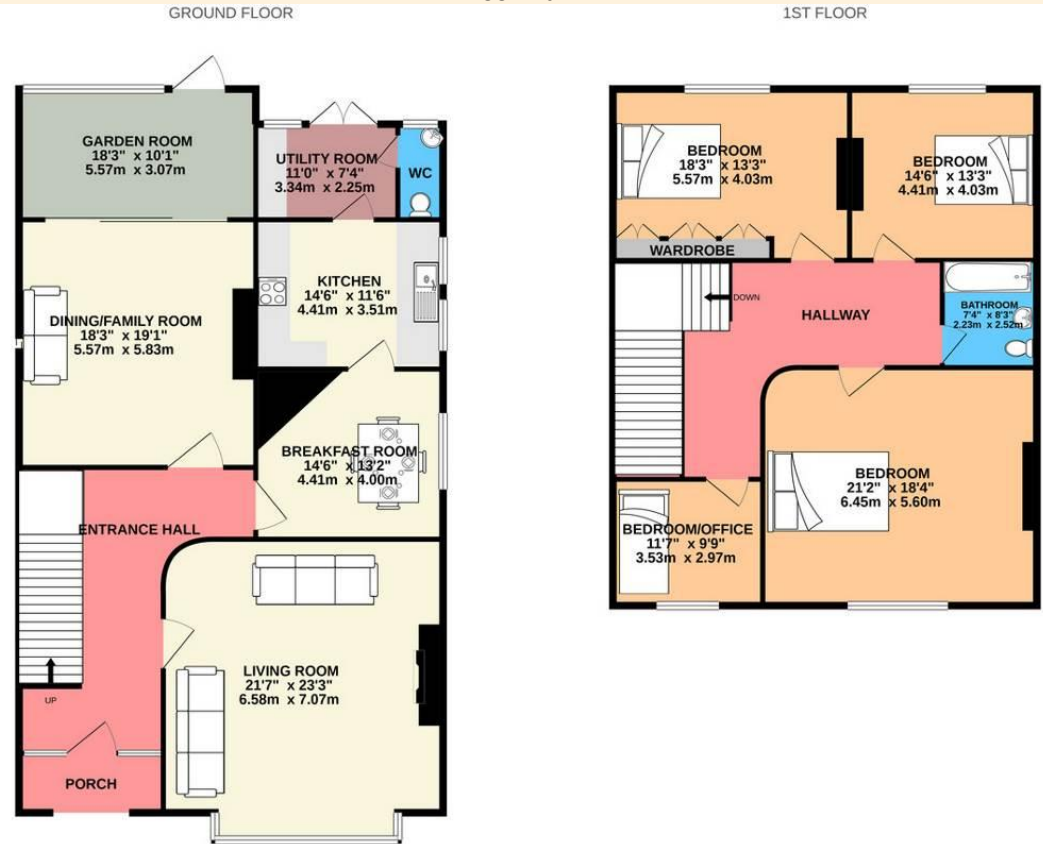 GROUND FLOOR
1ST FLOOR
GARDEN ROOM
18'3" x 10'1"
5.57m x 3.07m
UTILITY ROOM
11'0" x 7'4"
3.34m x 2.25m
WC
KITCHEN
14'6" x 11'6"
4.41m x 3.51m
DINING/FAMILY ROOM
18'3" x 19'1"
5.57m x 5.83m
BREAKFAST ROOM
14'6" x 13'2"
4.41m x 4.00m
ENTRANCE HALL
LIVING ROOM
21'7" x 23'3"
6.58m x 7.07m
UP
PORCH
BEDROOM
18'3" x 13'3"
5.57m x 4.03m
BEDROOM
14'6" x 13'3"
4.41m x 4.03m
WARDROBE
DOWN
HALLWAY
BATHROOM
7'4" x 8'3"
2.23m x 2.52m
BEDROOM
21'2" x 18'4"
6.45m x 5.60m
BEDROOM/OFFICE
11'7" x 9'9"
3.53m x 2.97m